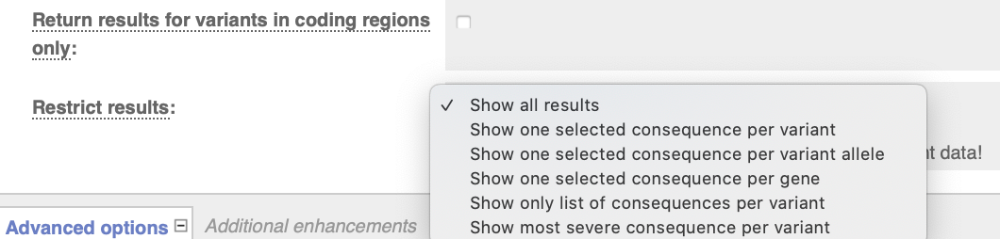 Return results for variants in coding regions
only:
Restrict results:
✓ Show all results
Show one selected consequence per variant
Show one selected consequence per variant allele
nt data!
Show one selected consequence per gene
Show only list of consequences per variant
Advanced options
Additional enhancements
Show most severe consequence per variant